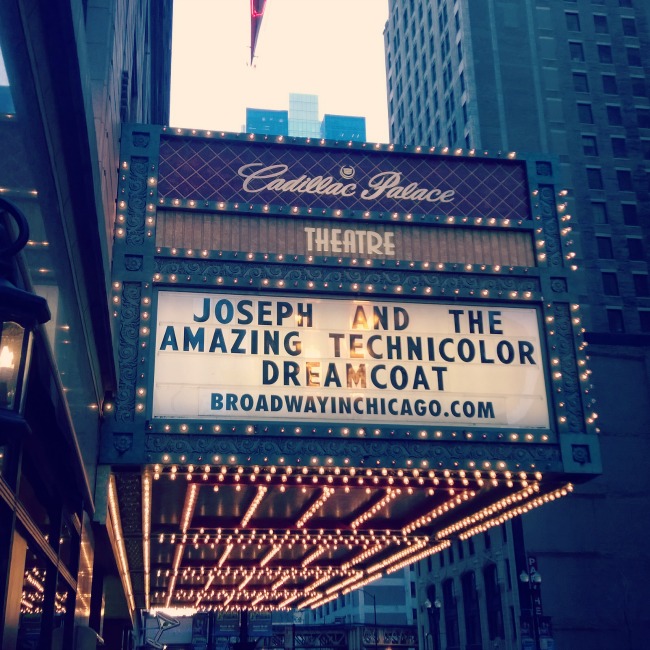 Cadillac Palace
THEATRE
JOSEPH AND THE
AMAZING TECHNICOLOR
DREAMCOAT
BROADWAYINCHICAGO.COM